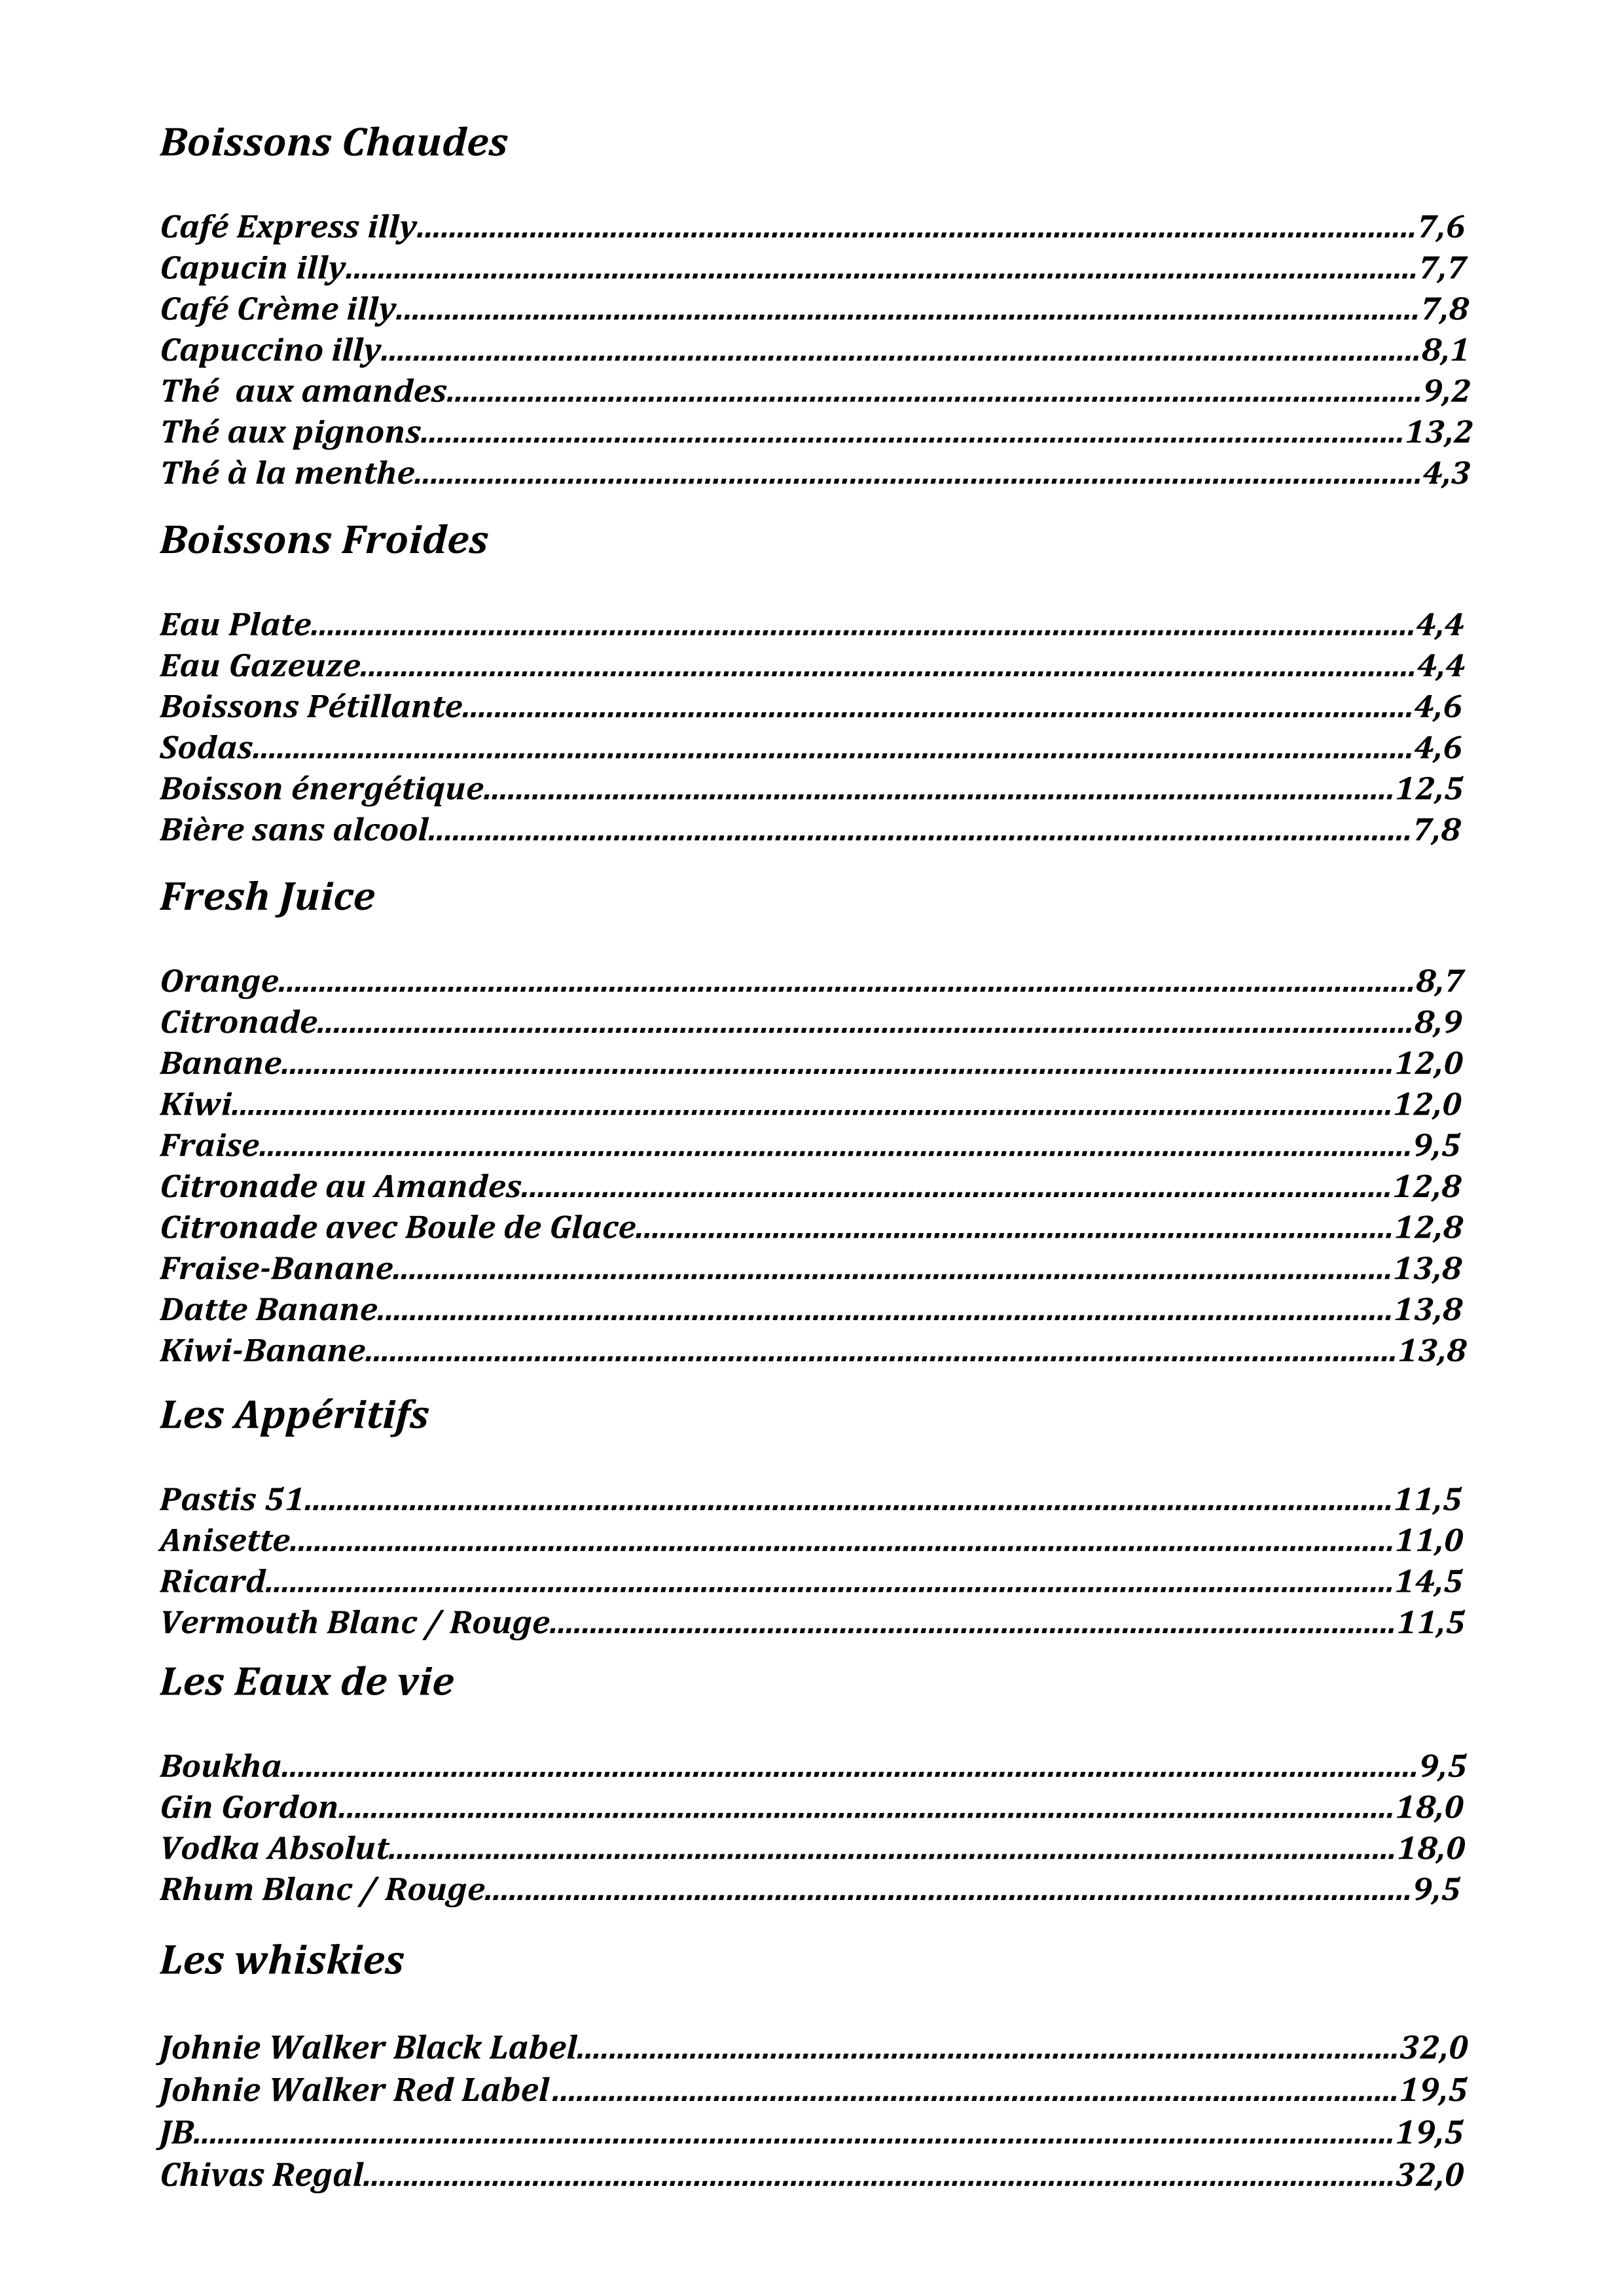 Boissons Chaudes
Café Express illy....................7,6
Capucin illy....................7,7
Café Crème illy....................7,8
Capuccino illy....................8,1
Thé  aux amandes....................9,2
Thé aux pignons....................13,2
Thé à la menthe....................4,3
Boissons Froides
Eau Plate....................4,4
Eau Gazeuze....................4,4
Boissons Pétillante....................4,6
Sodas....................4,6
Boisson énergétique....................12,5
Bière sans alcool....................7,8
Fresh Juice
Orange....................8,7
Citronade....................8,9
Banane....................12,0
Kiwi....................12,0
Fraise....................9,5
Citronade au Amandes....................12,8
Citronade avec Boule de Glace....................12,8
Fraise-Banane....................13,8
Datte Banane....................13,8
Kiwi-Banane....................13,8
Les Appéritifs
Pastis 51....................11,5
Anisette....................11,0
Ricard....................14,5
Vermouth Blanc / Rouge....................11,5
Les Eaux de vie
Boukha....................9,5
Gin Gordon....................18,0
Vodka Absolut....................18,0
Rhum Blanc / Rouge....................9,5
Les whiskies
Johnie Walker Black Label....................32,0
Johnie Walker Red Label....................19,5
JB....................19,5
Chivas Regal....................32,0